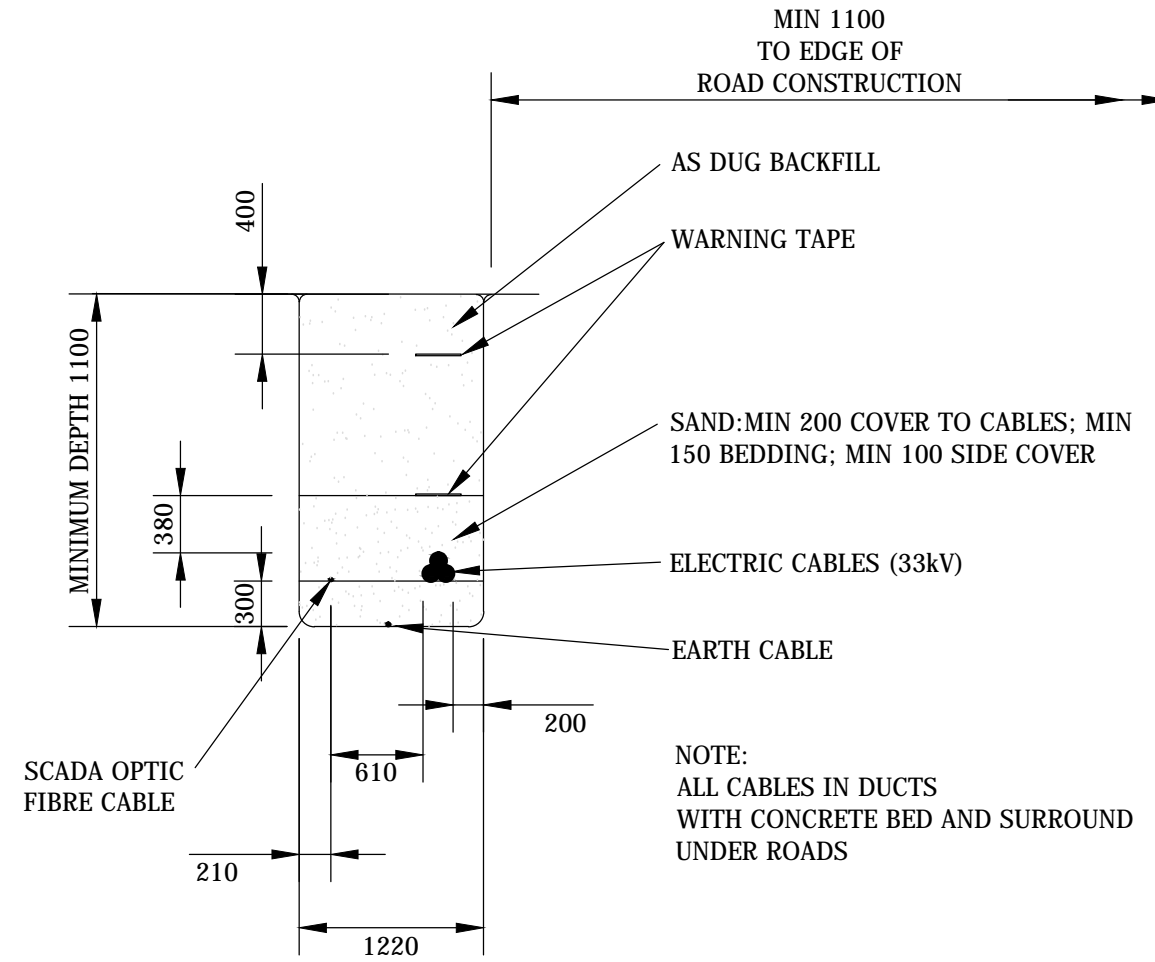 MIN 1100
TO EDGE OF
ROAD CONSTRUCTION
AS DUG BACKFILL
400
WARNING TAPE
MINIMUM DEPTH 1100
SAND:MIN 200 COVER TO CABLES; MIN
150 BEDDING; MIN 100 SIDE COVER
380
ELECTRIC CABLES (33kV)
300
EARTH CABLE
200
SCADA OPTIC
FIBRE CABLE
610
NOTE:
ALL CABLES IN DUCTS
WITH CONCRETE BED AND SURROUND
UNDER ROADS
210
1220